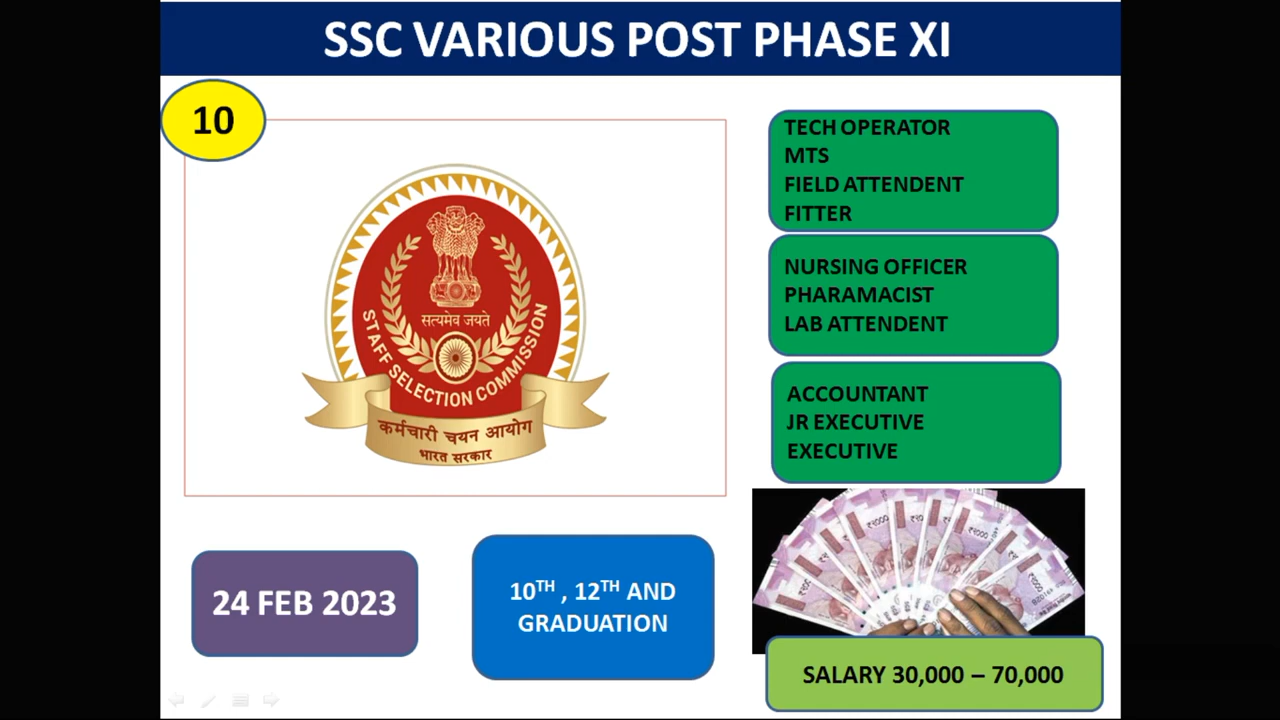 SSC VARIOUS POST PHASE XI
10
सत्यमेव जयते
STAFF SELECTION COMMISSION
कर्मचारी चयन आयोग
भारत सरकार
TECH OPERATOR
MTS
FIELD ATTENDENT
FITTER
NURSING OFFICER
PHARAMACIST
LAB ATTENDENT
ACCOUNTANT
JR EXECUTIVE
EXECUTIVE
24 FEB 2023
10TH , 12TH AND
GRADUATION
₹2000
₹2000
SALARY 30,000 – 70,000